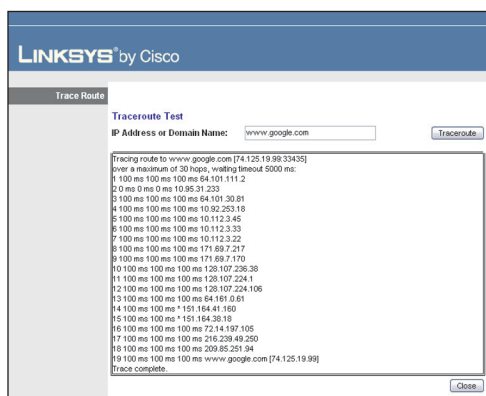 LINKSYS® by Cisco
Trace Route
Traceroute Test
IP Address or Domain Name: www.google.com Traceroute
Tracing route to www.google.com [74.125.19.99:33435]
over a maximum of 30 hops, waiting timeout 5000 ms:
1 100 ms 100 ms 100 ms 64.101.111.2
2 0 ms 0 ms 0 ms 10.95.31.233
3 100 ms 100 ms 100 ms 64.101.30.81
4 100 ms 100 ms 100 ms 10.92.253.18
5 100 ms 100 ms 100 ms 10.112.3.45
6 100 ms 100 ms 100 ms 10.112.3.33
7 100 ms 100 ms 100 ms 10.112.3.22
8 100 ms 100 ms 100 ms 171.69.7.217
9 100 ms 100 ms 100 ms 171.69.7.170
10 100 ms 100 ms 100 ms 128.107.236.38
11 100 ms 100 ms 100 ms 128.107.224.1
12 100 ms 100 ms 100 ms 128.107.224.106
13 100 ms 100 ms 100 ms 64.161.0.61
14 100 ms 100 ms * 151.164.41.160
15 100 ms 100 ms * 151.164.38.18
16 100 ms 100 ms 100 ms 72.14.197.105
17 100 ms 100 ms 100 ms 216.239.49.250
18 100 ms 100 ms 100 ms 209.85.251.94
19 100 ms 100 ms 100 ms www.google.com [74.125.19.99]
Trace complete.
Close